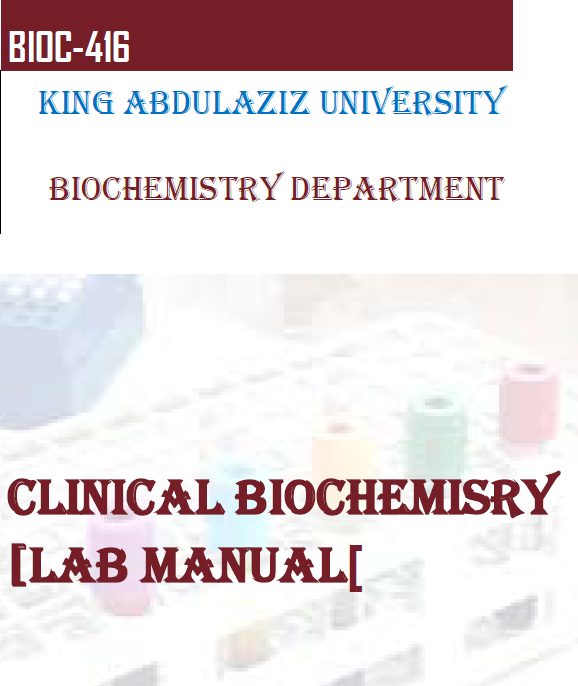 BIOC-416
KING ABDULAZIZ UNIVERSITY
BIOCHEMISTRY DEPARTMENT
CLINICAL BIOCHEMISRY
[LAB MANUAL[